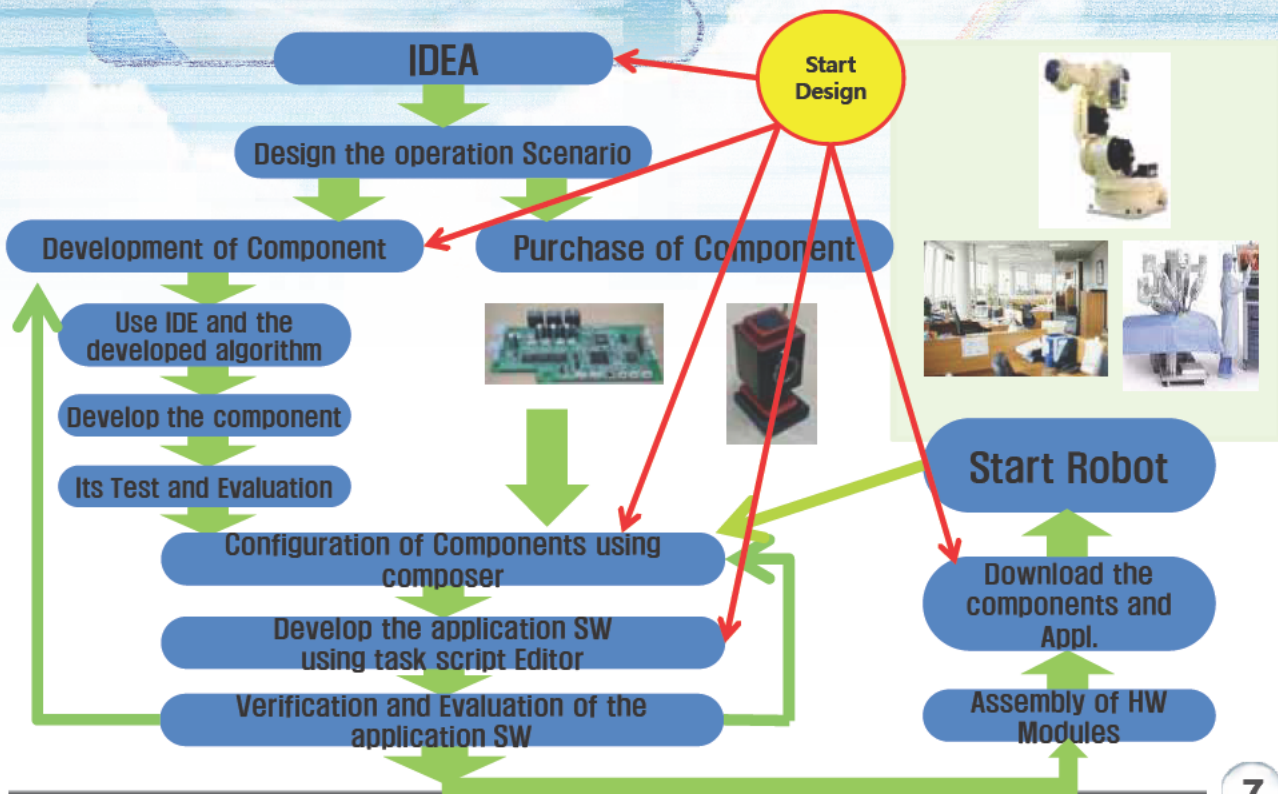 IDEA
Start
Design
Design the operation Scenario
Development of Component
Purchase of Component
Use IDE and the
developed algorithm
Develop the component
Its Test and Evaluation
Configuration of Components using
composer
Develop the application SW
using task script Editor
Verification and Evaluation of the
application SW
Start Robot
Download the
components and
Appl.
Assembly of HW
Modules
7